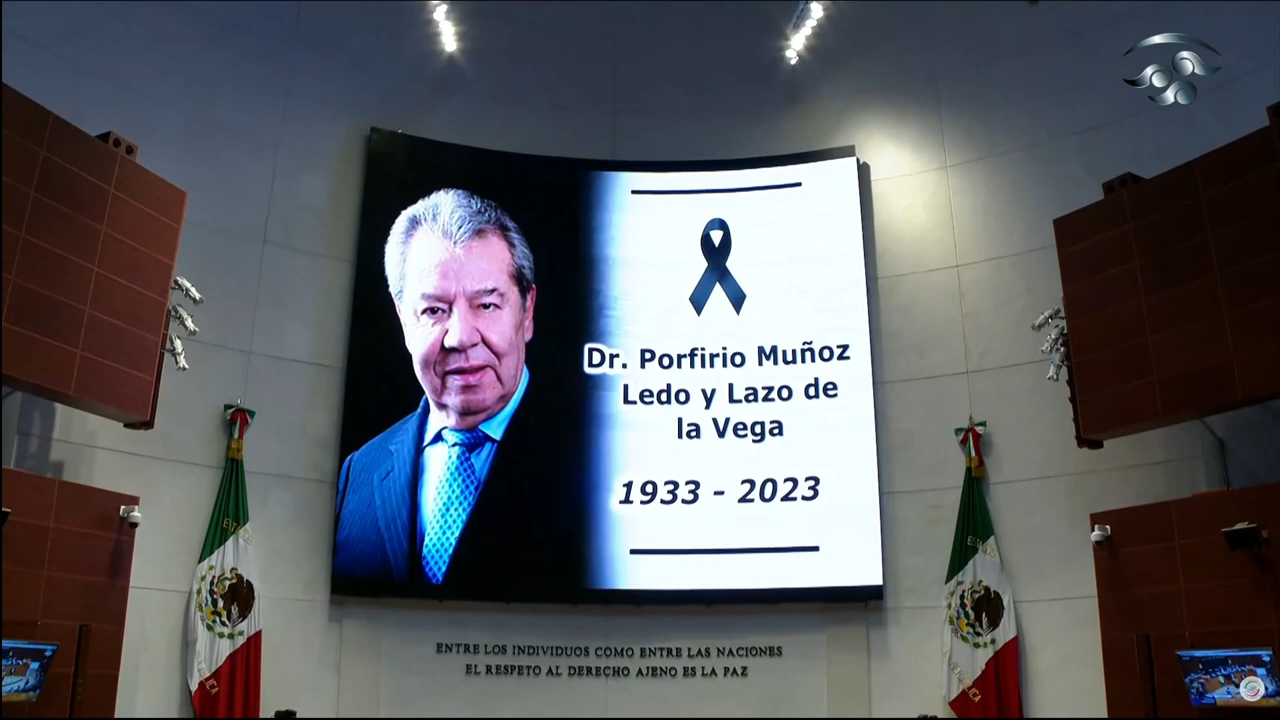 Dr. Porfirio Muñoz
Ledo y Lazo de
la Vega
1933 - 2023
ENTRE LOS INDIVIDUOS COMO ENTRE LAS NACIONES
EL RESPETO AL DERECHO AJENO ES LA PAZ